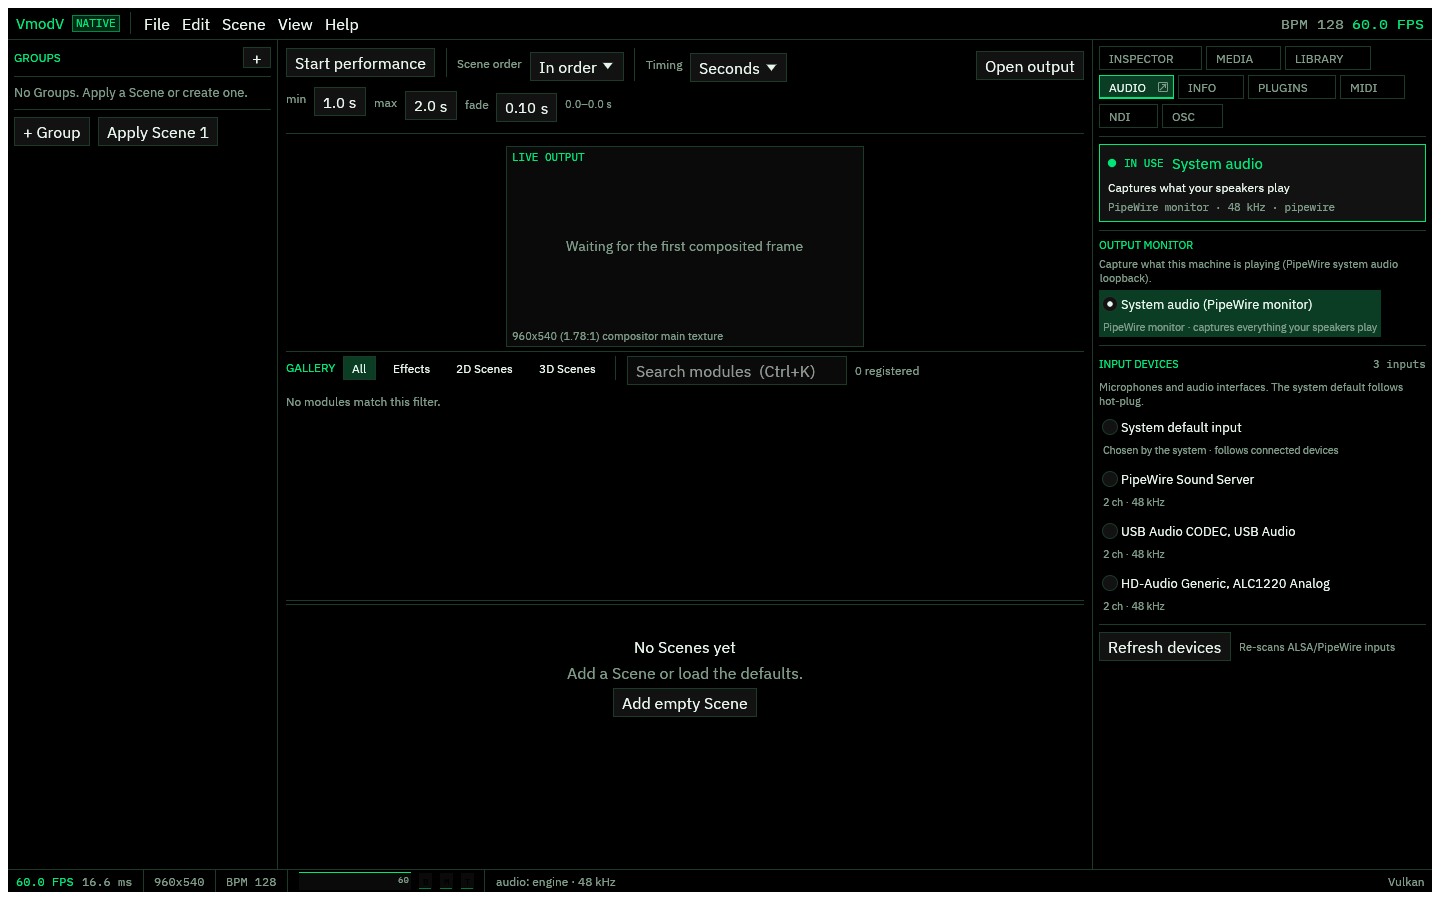 VmodV NATIVE File Edit Scene View Help BPM 128 60.0 FPS
GROUPS +
No Groups. Apply a Scene or create one.
+ Group Apply Scene 1
Start performance Scene order In order Timing Seconds Open output
min 1.0 s max 2.0 s fade 0.10 s 0.0–0.0 s
LIVE OUTPUT
Waiting for the first composited frame
960x540 (1.78:1) compositor main texture
GALLERY All Effects 2D Scenes 3D Scenes Search modules (Ctrl+K) 0 registered
No modules match this filter.
No Scenes yet
Add a Scene or load the defaults.
Add empty Scene
INSPECTOR MEDIA LIBRARY
AUDIO INFO PLUGINS MIDI
NDI OSC
IN USE System audio
Captures what your speakers play
PipeWire monitor · 48 kHz · pipewire
OUTPUT MONITOR
Capture what this machine is playing (PipeWire system audio
loopback).
System audio (PipeWire monitor)
PipeWire monitor · captures everything your speakers play
INPUT DEVICES 3 inputs
Microphones and audio interfaces. The system default follows
hot-plug.
System default input
Chosen by the system · follows connected devices
PipeWire Sound Server
2 ch · 48 kHz
USB Audio CODEC, USB Audio
2 ch · 48 kHz
HD-Audio Generic, ALC1220 Analog
2 ch · 48 kHz
Refresh devices Re-scans ALSA/PipeWire inputs
60.0 FPS 16.6 ms 960x540 BPM 128 60 audio: engine · 48 kHz Vulkan